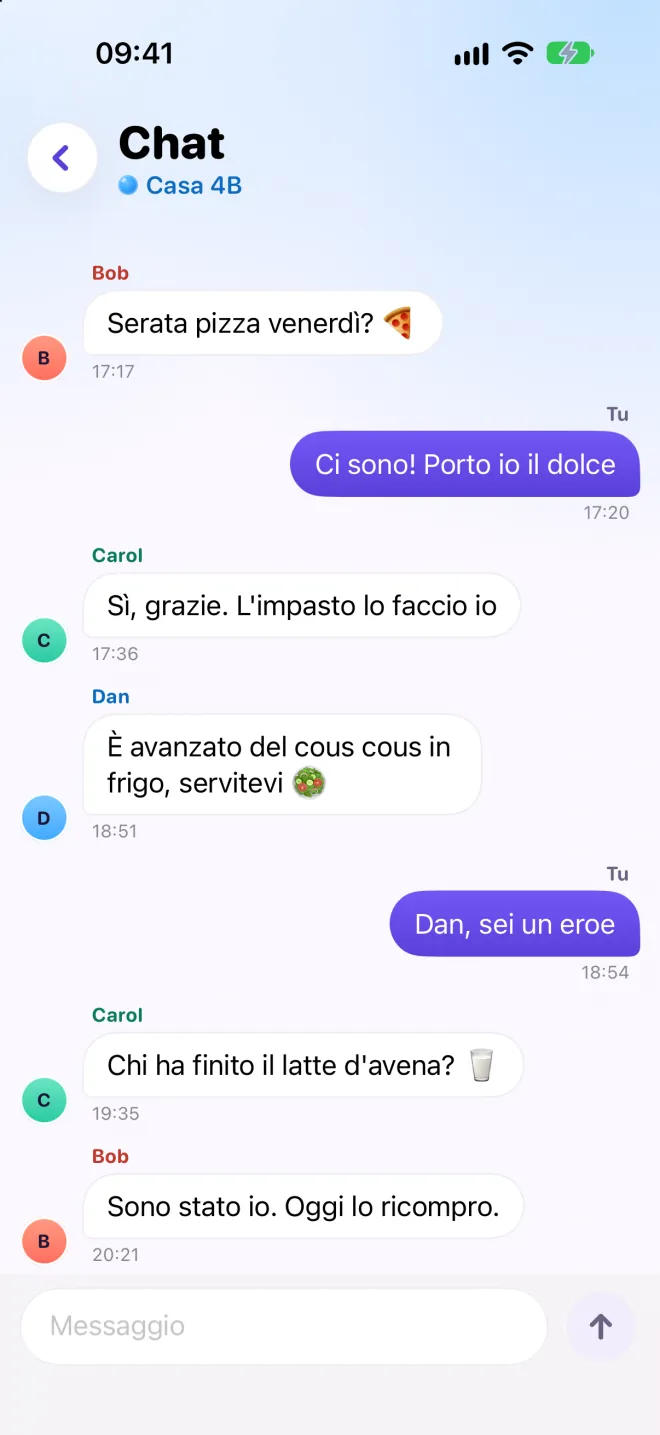 09:41
Chat
Casa 4B
Bob
Serata pizza venerdì? 🍕
B
17:17
Tu
Ci sono! Porto io il dolce
17:20
Carol
Sì, grazie. L'impasto lo faccio io
C
17:36
Dan
È avanzato del cous cous in
frigo, servitevi 🥗
D
18:51
Tu
Dan, sei un eroe
18:54
Carol
Chi ha finito il latte d'avena? 🥛
C
19:35
Bob
Sono stato io. Oggi lo ricompro.
B
20:21
Messaggio